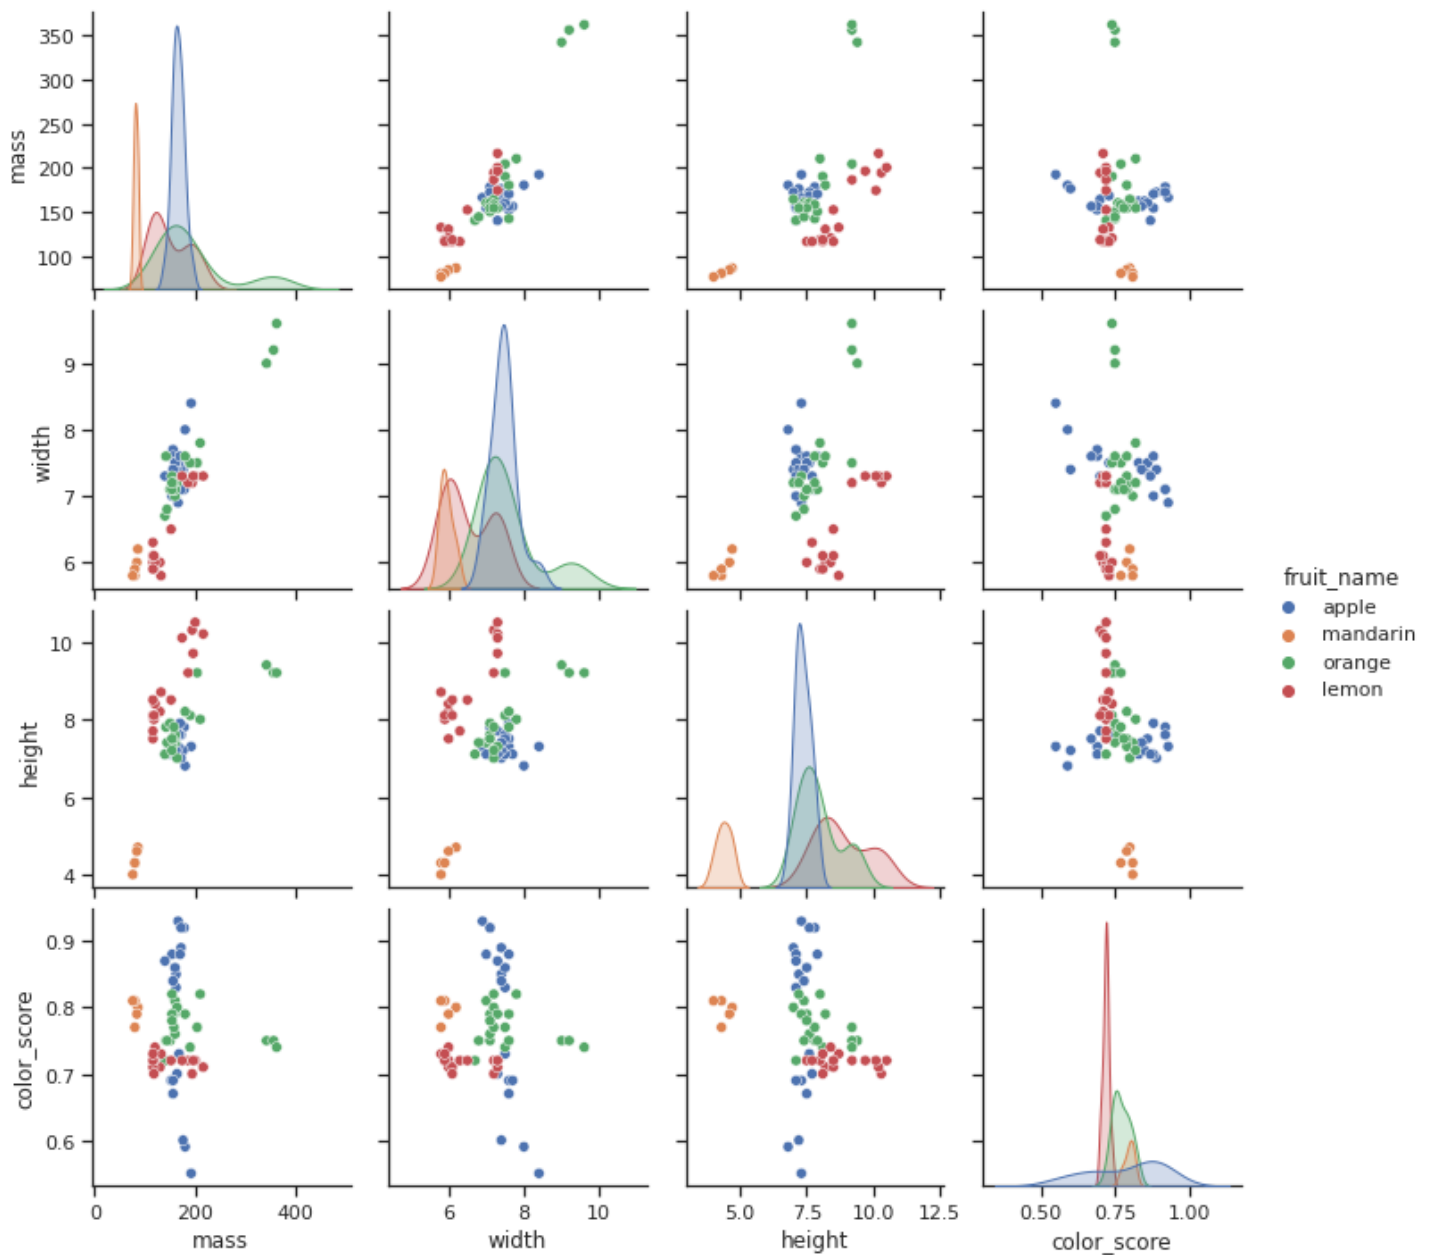 350
300
250
200
150
100
mass
9
8
7
6
width
10
8
6
4
height
0.9
0.8
0.7
0.6
color_score
0 200 400
6 8 10
5.0 7.5 10.0 12.5
0.50 0.75 1.00
mass width height color_score
fruit_name
apple
mandarin
orange
lemon